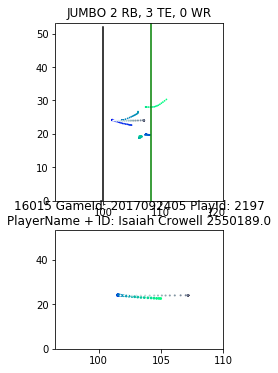 JUMBO 2 RB, 3 TE, 0 WR
50
40
30
20
10
0
100 110 120
16015 GameId: 2017092405 PlayId: 2197
PlayerName + ID: Isaiah Crowell 2550189.0
40
20
0
100 105 110